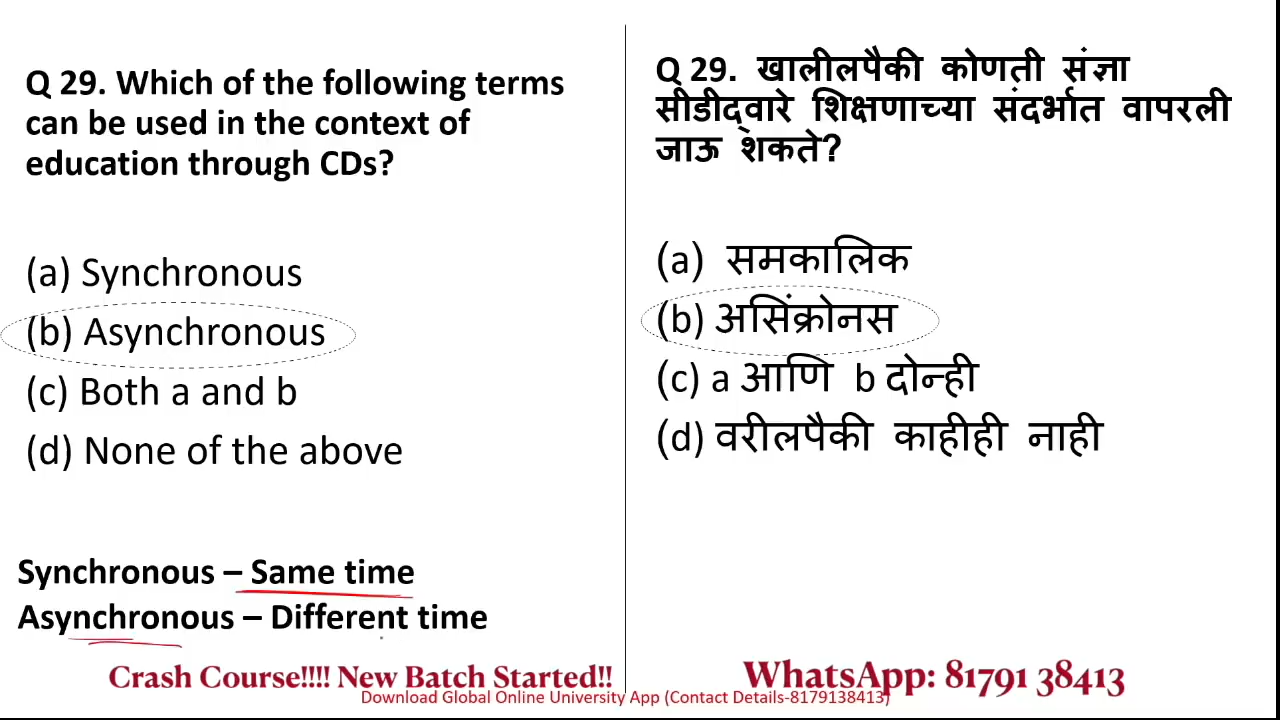 Q 29. Which of the following terms
can be used in the context of
education through CDs?
(a) Synchronous
(b) Asynchronous
(c) Both a and b
(d) None of the above
Synchronous – Same time
Asynchronous – Different time
Q 29. खालीलपैकी कोणती संज्ञा
सीडीद्वारे शिक्षणाच्या संदर्भात वापरली
जाऊ शकते?
(a) समकालिक
(b) असिंक्रोनस
(c) a आणि b दोन्ही
(d) वरीलपैकी काहीही नाही
Crash Course!!!! New Batch Started!!
WhatsApp: 81791 38413
Download Global Online University App (Contact Details-8179138413)